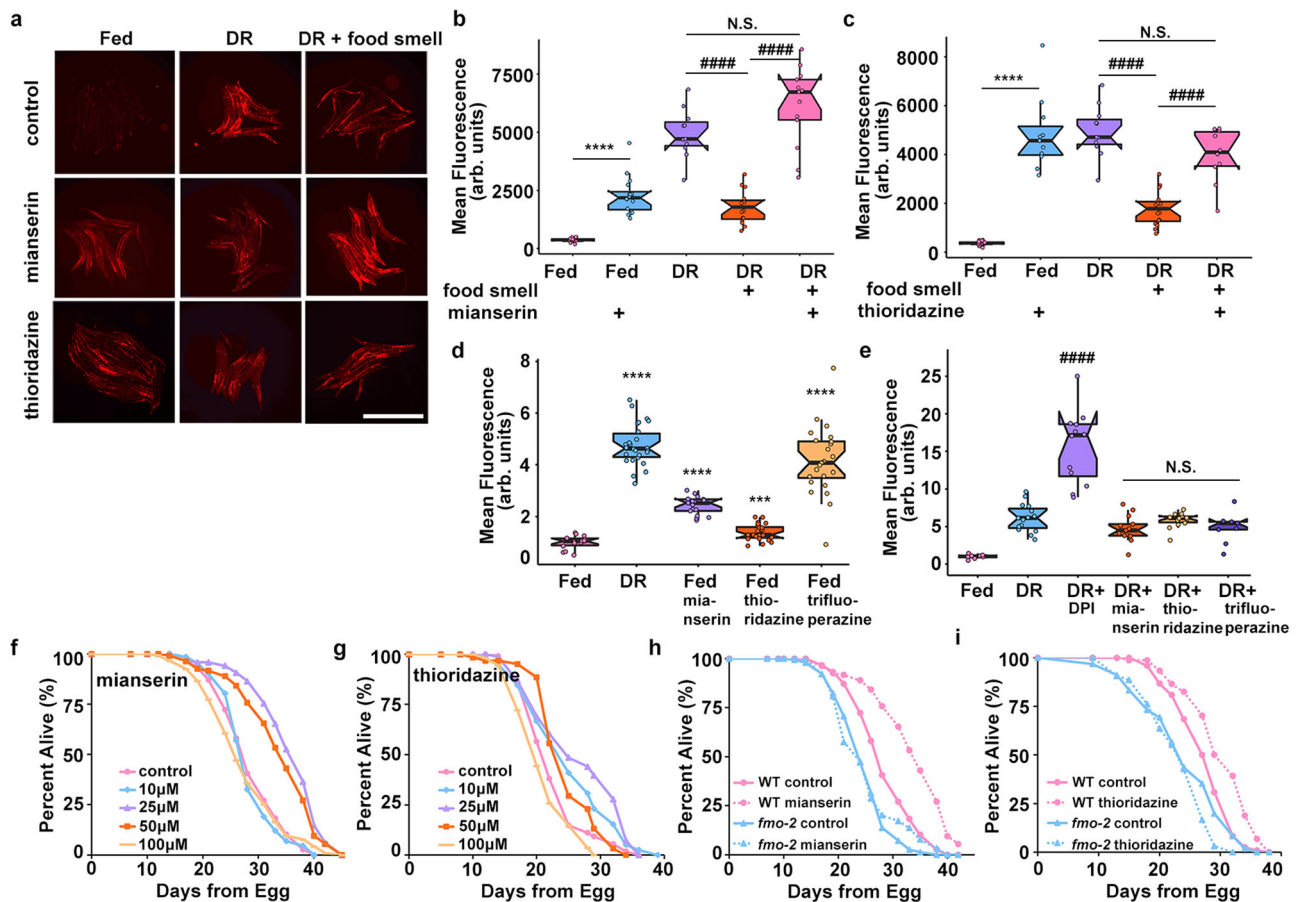 a
Fed DR DR + food smell
control
mianserin
thioridazine
b
Mean Fluorescence
(arb. units)
7500
5000
2500
0
N.S.
####
####
****
Fed Fed DR DR DR
food smell + +
mianserin + +
c
Mean Fluorescence
(arb. units)
8000
6000
4000
2000
0
N.S.
####
####
****
Fed Fed DR DR DR
food smell + +
thioridazine + +
d
Mean Fluorescence
(arb. units)
8
6
4
2
0
****
****
***
****
Fed DR Fed Fed Fed
mia- thio- trifluo-
nserin ridazine perazine
e
Mean Fluorescence
(arb. units)
25
20
15
10
5
0
####
N.S.
Fed DR DR+ DR+ DR+ DR+
DPI mia- thio- trifluo-
nserin ridazine perazine
f
Percent Alive (%)
100
75
50
25
0
mianserin
control
10µM
25µM
50µM
100µM
0 10 20 30 40
Days from Egg
g
Percent Alive (%)
100
75
50
25
0
thioridazine
control
10µM
25µM
50µM
100µM
0 10 20 30 40
Days from Egg
h
Percent Alive (%)
100
75
50
25
0
WT control
WT mianserin
fmo-2 control
fmo-2 mianserin
0 10 20 30 40
Days from Egg
i
Percent Alive (%)
100
75
50
25
0
WT control
WT thioridazine
fmo-2 control
fmo-2 thioridazine
0 10 20 30 40
Days from Egg